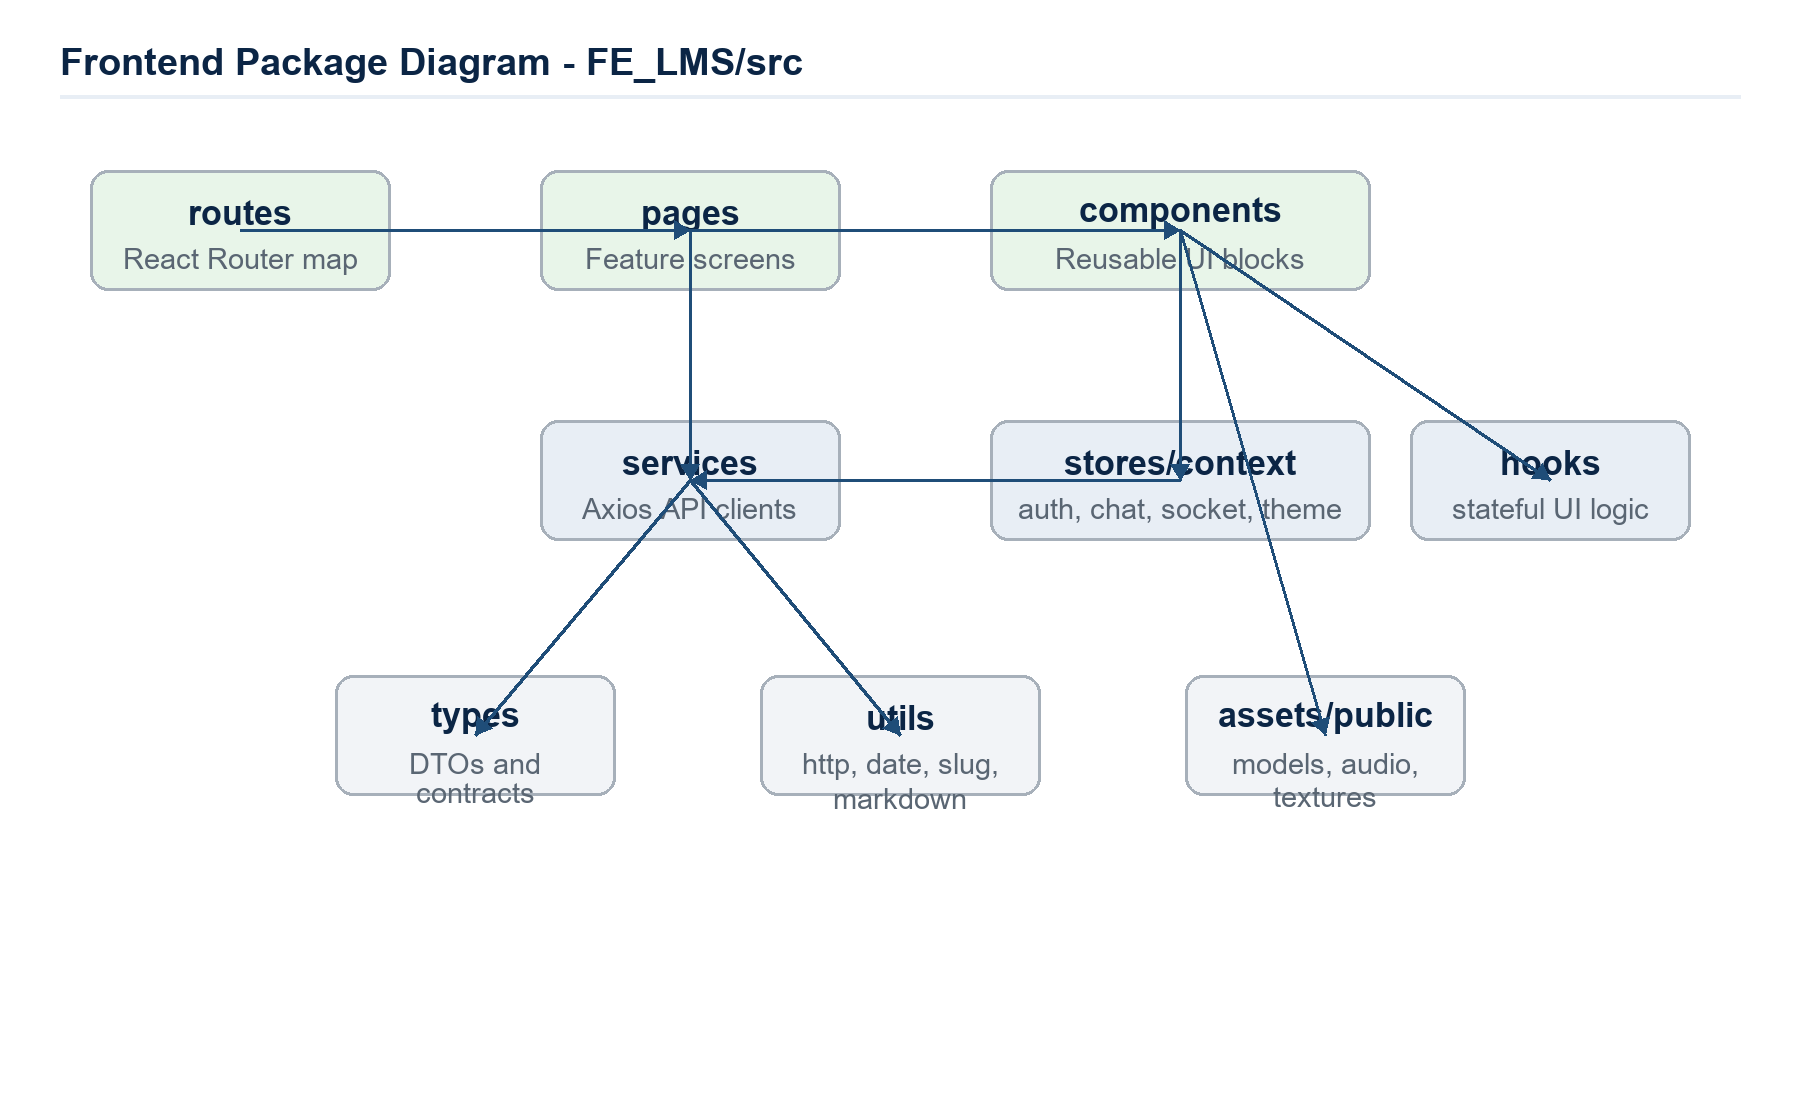 Frontend Package Diagram - FE_LMS/src
routes
React Router map
pages
Feature screens
components
Reusable UI blocks
services
Axios API clients
stores/context
auth, chat, socket, theme
hooks
stateful UI logic
types
DTOs and
contracts
utils
http, date, slug,
markdown
assets/public
models, audio,
textures